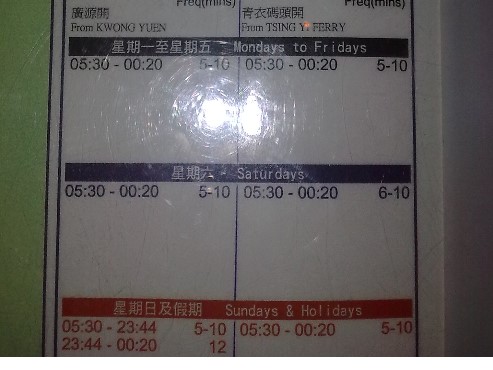 Freq(mins) Freq(mins)
廣源開 青衣碼頭開
From KWONG YUEN From TSING YI FERRY
星期一至星期五 - Mondays to Fridays
05:30 - 00:20 5-10 05:30 - 00:20 5-10
星期六 - Saturdays
05:30 - 00:20 5-10 05:30 - 00:20 6-10
星期日及假期 Sundays & Holidays
05:30 - 23:44 5-10 05:30 - 00:20 5-10
23:44 - 00:20 12